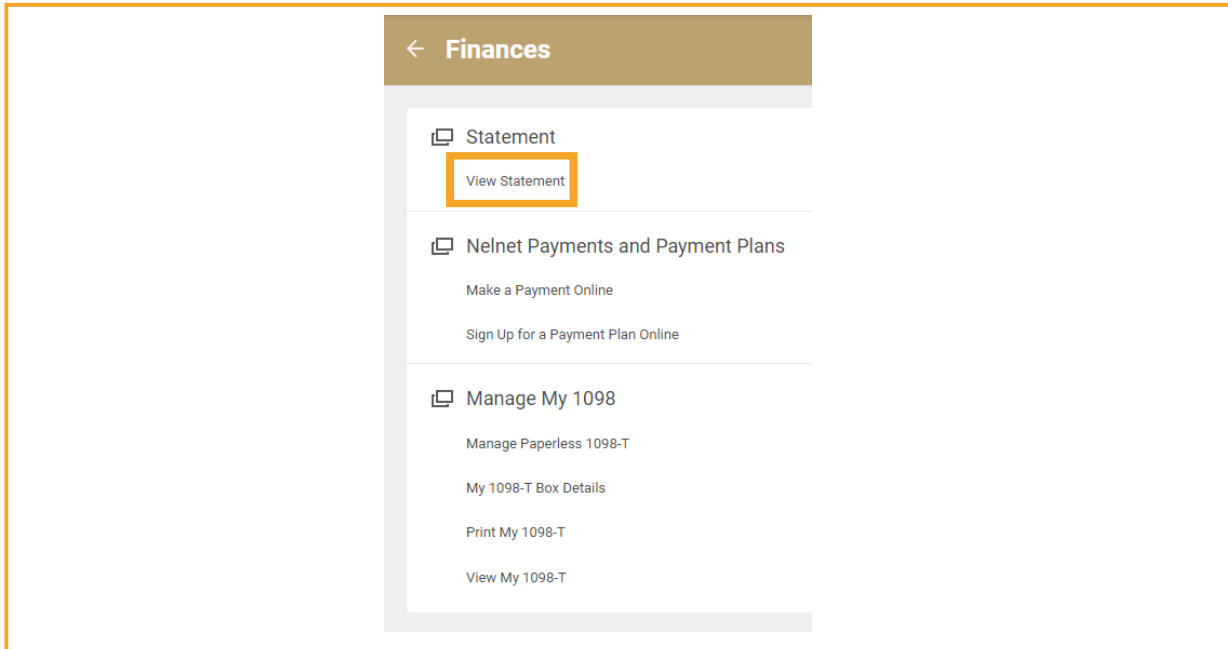 Finances
Statement
View Statement
Nelnet Payments and Payment Plans
Make a Payment Online
Sign Up for a Payment Plan Online
Manage My 1098
Manage Paperless 1098-T
My 1098-T Box Details
Print My 1098-T
View My 1098-T